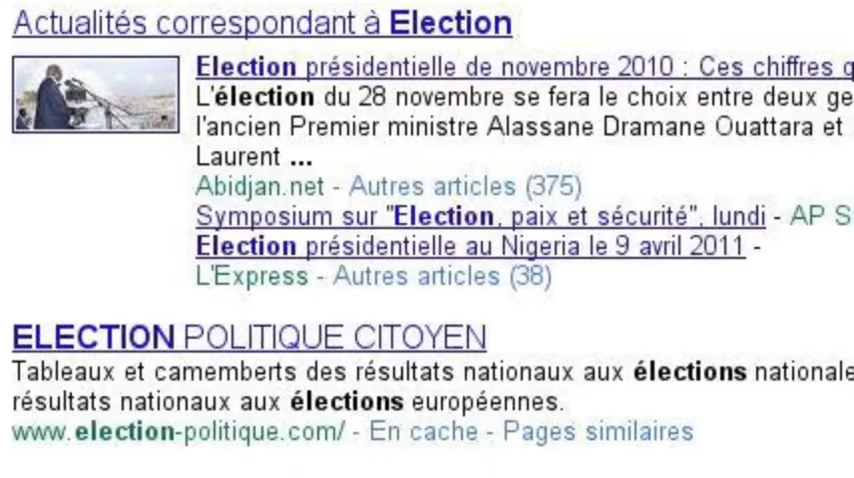 Actualités correspondant à Election
Election présidentielle de novembre 2010 : Ces chiffres q
L'élection du 28 novembre se fera le choix entre deux ge
l'ancien Premier ministre Alassane Dramane Ouattara et
Laurent ...
Abidjan.net - Autres articles (375)
Symposium sur "Election, paix et sécurité", lundi - AP S
Election présidentielle au Nigeria le 9 avril 2011 -
L'Express - Autres articles (38)
ELECTION POLITIQUE CITOYEN
Tableaux et camemberts des résultats nationaux aux élections nationale
résultats nationaux aux élections européennes.
www.election-politique.com/ - En cache - Pages similaires